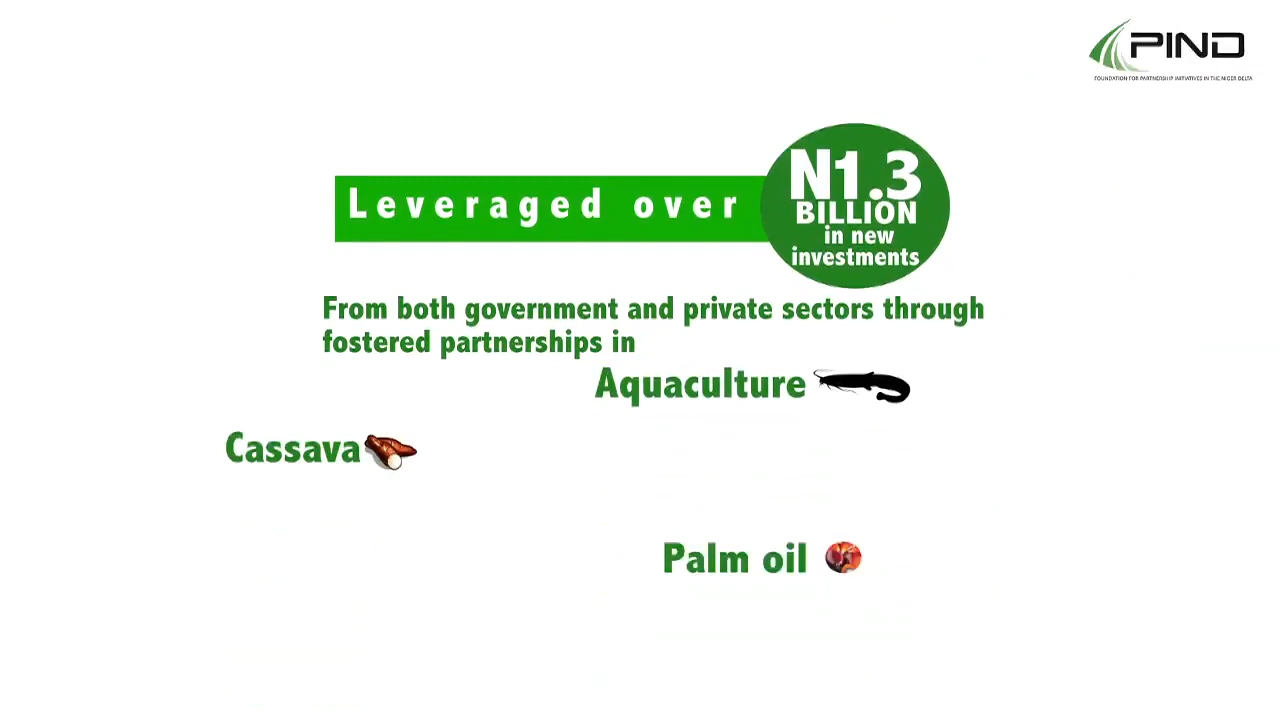 PIND
FOUNDATION FOR PARTNERSHIP INITIATIVES IN THE NIGER DELTA
Leveraged over
N1.3
BILLION
in new
investments
From both government and private sectors through
fostered partnerships in
Aquaculture
Cassava
Palm oil